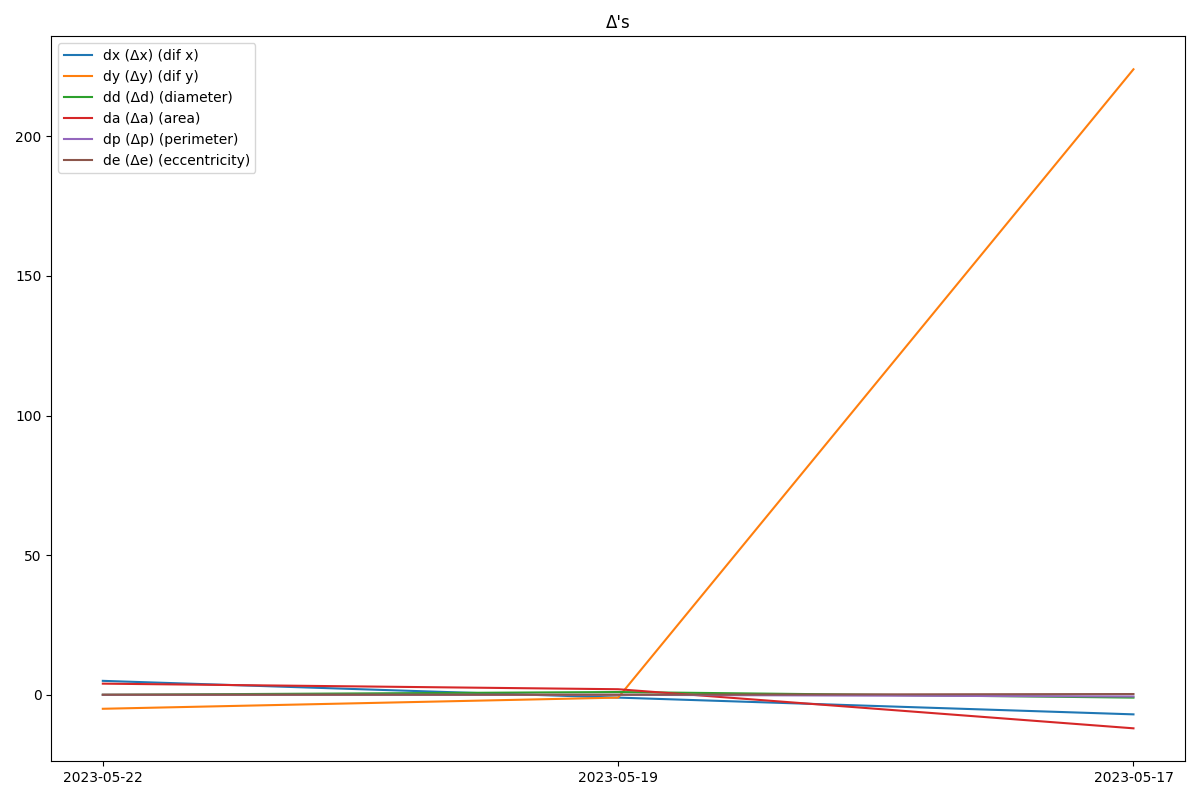 Δ's
dx (Δx) (dif x)
dy (Δy) (dif y)
dd (Δd) (diameter)
da (Δa) (area)
dp (Δp) (perimeter)
de (Δe) (eccentricity)
200
150
100
50
0
2023-05-22
2023-05-19
2023-05-17